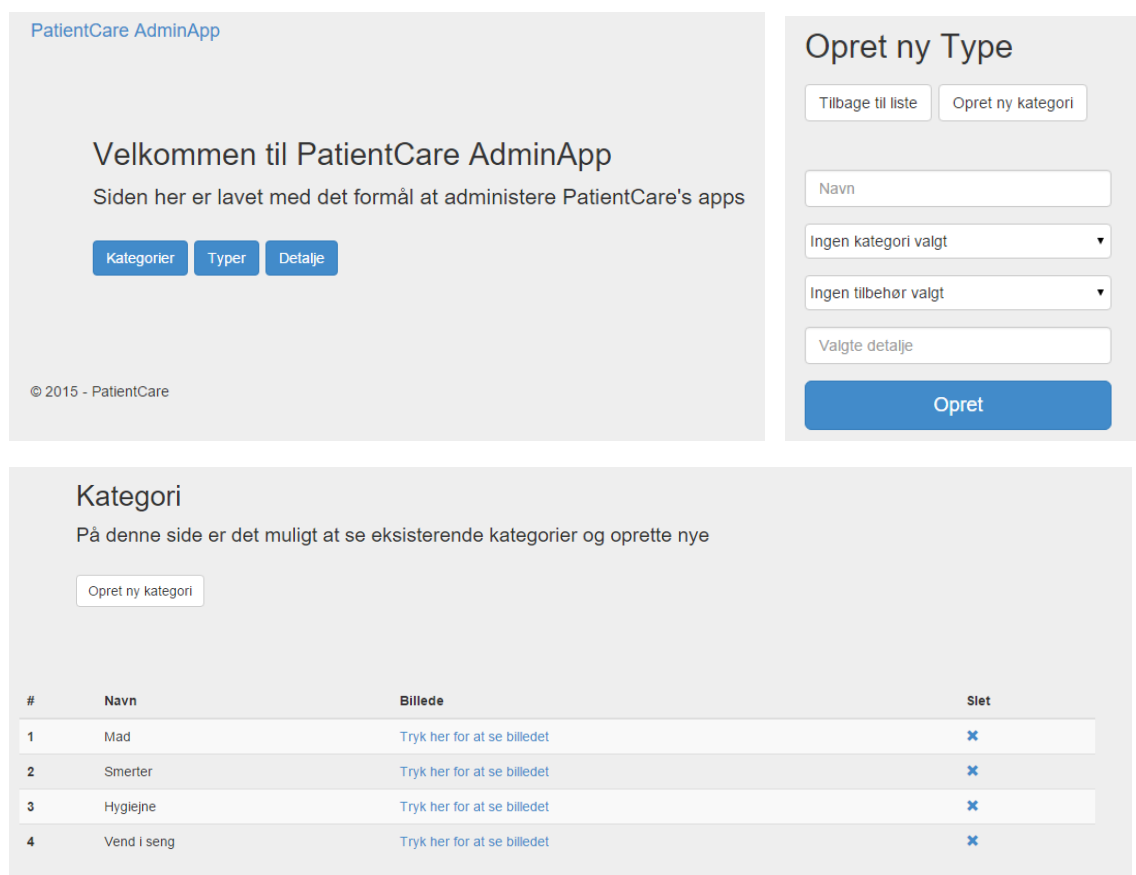 PatientCare AdminApp
Velkommen til PatientCare AdminApp
Siden her er lavet med det formål at administere PatientCare's apps
Kategorier Typer Detalje
© 2015 - PatientCare
Opret ny Type
Tilbage til liste Opret ny kategori
Navn
Ingen kategori valgt
Ingen tilbehør valgt
Valgte detalje
Opret
Kategori
På denne side er det muligt at se eksisterende kategorier og oprette nye
Opret ny kategori
# Navn Billede Slet
1 Mad Tryk her for at se billedet
2 Smerter Tryk her for at se billedet
3 Hygiejne Tryk her for at se billedet
4 Vend i seng Tryk her for at se billedet